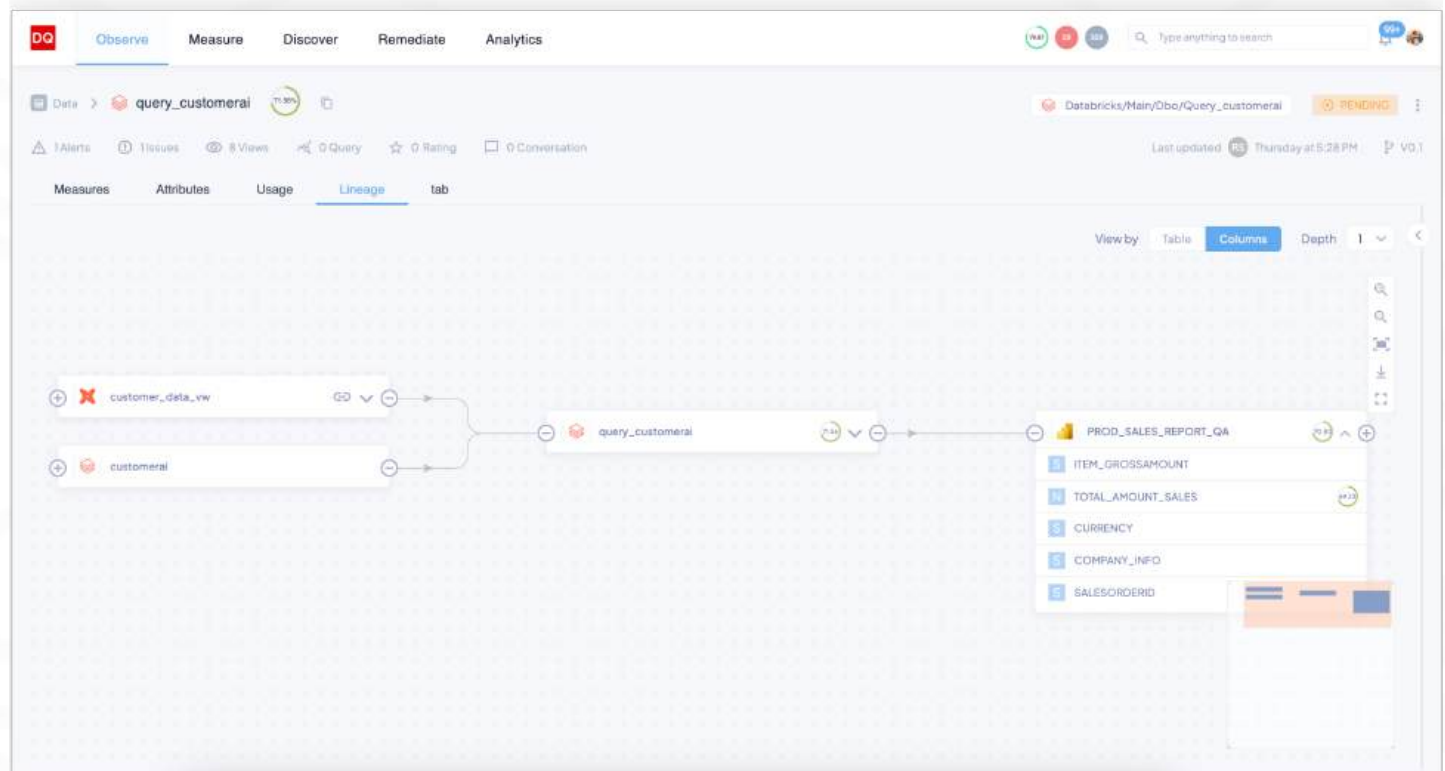 DQ Observe Measure Discover Remediate Analytics Type anything to search 99+
Data > query_customerai Databricks/Main/Dbo/Query_customerai PENDING
1 Alerts 1 Issues 8 Views 0 Query 0 Rating 0 Conversation Last updated RS Thursday at 5:28 PM V0.1
Measures Attributes Usage Lineage tab
View by Table Columns Depth 1
customer_data_vw
query_customerai
PROD_SALES_REPORT_QA
customerai
S ITEM_GROSSAMOUNT
N TOTAL_AMOUNT_SALES
S CURRENCY
S COMPANY_INFO
S SALESORDERID